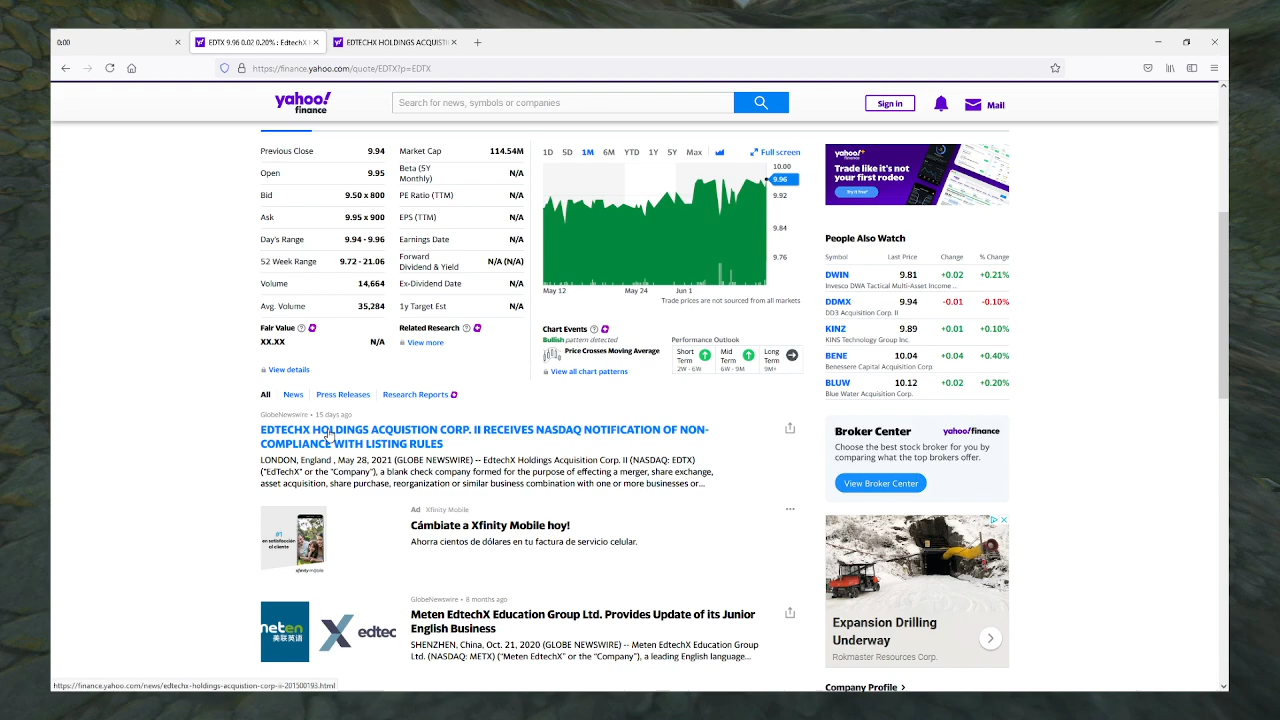 0:00
EDTX 9.96 0.02 0.20% : EdtechX
EDTECHX HOLDINGS ACQUISTI
https://finance.yahoo.com/quote/EDTX?p=EDTX
yahoo! finance
Search for news, symbols or companies
Sign in
Mail
Previous Close 9.94
Open 9.95
Bid 9.50 x 800
Ask 9.95 x 900
Day's Range 9.94 - 9.96
52 Week Range 9.72 - 21.06
Volume 14,664
Avg. Volume 35,284
Market Cap 114.54M
Beta (5Y Monthly) N/A
PE Ratio (TTM) N/A
EPS (TTM) N/A
Earnings Date N/A
Forward Dividend & Yield N/A (N/A)
Ex-Dividend Date N/A
1y Target Est N/A
Fair Value
XX.XX N/A
View details
Related Research
View more
1D 5D 1M 6M YTD 1Y 5Y Max
Full screen
10.00
9.96
9.92
9.84
9.76
May 12 May 24 Jun 1
Trade prices are not sourced from all markets
Chart Events
Bullish pattern detected
Price Crosses Moving Average
View all chart patterns
Performance Outlook
Short Term 2W - 6W
Mid Term 6W - 9M
Long Term 9M+
All News Press Releases Research Reports
GlobeNewswire • 15 days ago
EDTECHX HOLDINGS ACQUISTION CORP. II RECEIVES NASDAQ NOTIFICATION OF NON-
COMPLIANCE WITH LISTING RULES
LONDON, England , May 28, 2021 (GLOBE NEWSWIRE) -- EdtechX Holdings Acquisition Corp. II (NASDAQ: EDTX)
("EdTechX" or the "Company"), a blank check company formed for the purpose of effecting a merger, share exchange,
asset acquisition, share purchase, reorganization or similar business combination with one or more businesses or...
#1
en satisfacción
al cliente
xfinity mobile
Ad Xfinity Mobile
Cámbiate a Xfinity Mobile hoy!
Ahorra cientos de dólares en tu factura de servicio celular.
neten
美联英语
edtec
GlobeNewswire • 8 months ago
Meten EdtechX Education Group Ltd. Provides Update of its Junior
English Business
SHENZHEN, China, Oct. 21, 2020 (GLOBE NEWSWIRE) -- Meten EdtechX Education Group
Ltd. (NASDAQ: METX) ("Meten EdtechX" or the "Company"), a leading English language...
yahoo!
finance
Trade like it's
not your first
rodeo
Try it free!
People Also Watch
Symbol Last Price Change % Change
DWIN 9.81 +0.02 +0.21%
Invesco DWA Tactical Multi-Asset Income ..
DDMX 9.94 -0.01 -0.10%
DD3 Acquisition Corp. II
KINZ 9.89 +0.01 +0.10%
KINS Technology Group Inc.
BENE 10.04 +0.04 +0.40%
Benessere Capital Acquisition Corp.
BLUW 10.12 +0.02 +0.20%
Blue Water Acquisition Corp.
Broker Center yahoo!finance
Choose the best stock broker for you by
comparing what the top brokers offer.
View Broker Center
Expansion Drilling
Underway
Rokmaster Resources Corp.
Company Profile
https://finance.yahoo.com/news/edtechx-holdings-acquistion-corp-ii-201500193.html